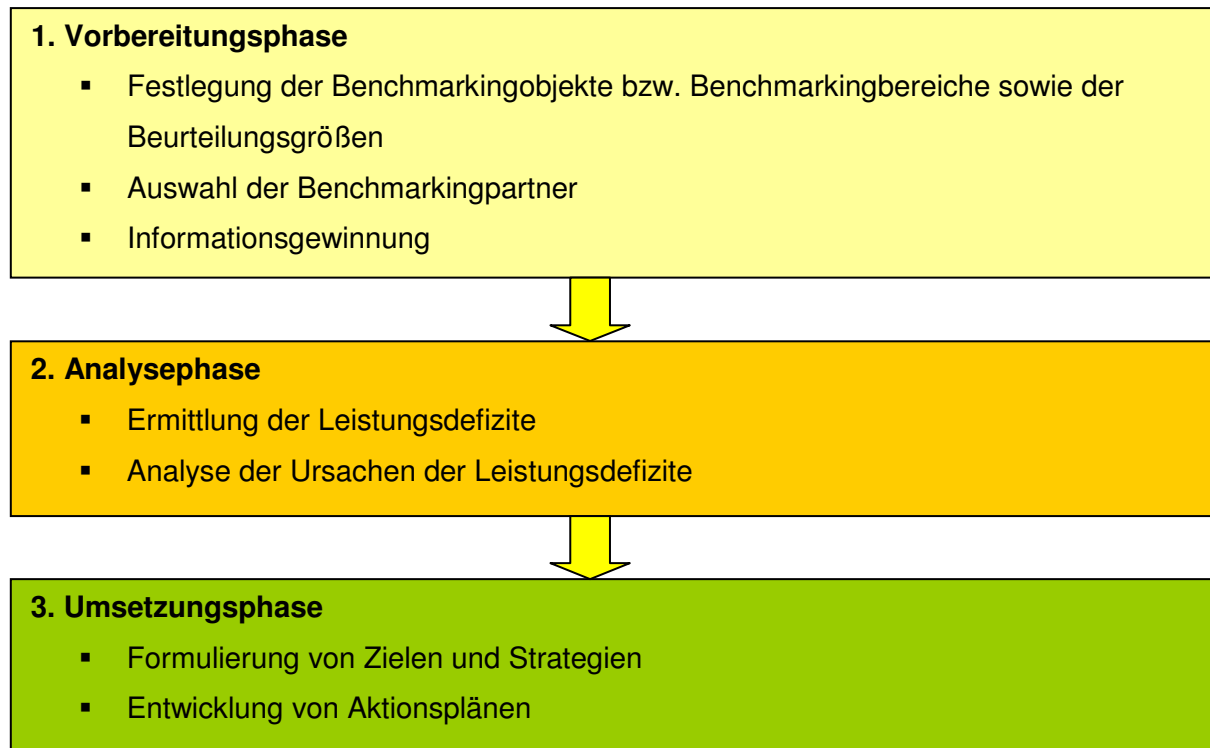 1. Vorbereitungsphase
▪ Festlegung der Benchmarkingobjekte bzw. Benchmarkingbereiche sowie der
Beurteilungsgrößen
▪ Auswahl der Benchmarkingpartner
▪ Informationsgewinnung
2. Analysephase
▪ Ermittlung der Leistungsdefizite
▪ Analyse der Ursachen der Leistungsdefizite
3. Umsetzungsphase
▪ Formulierung von Zielen und Strategien
▪ Entwicklung von Aktionsplänen